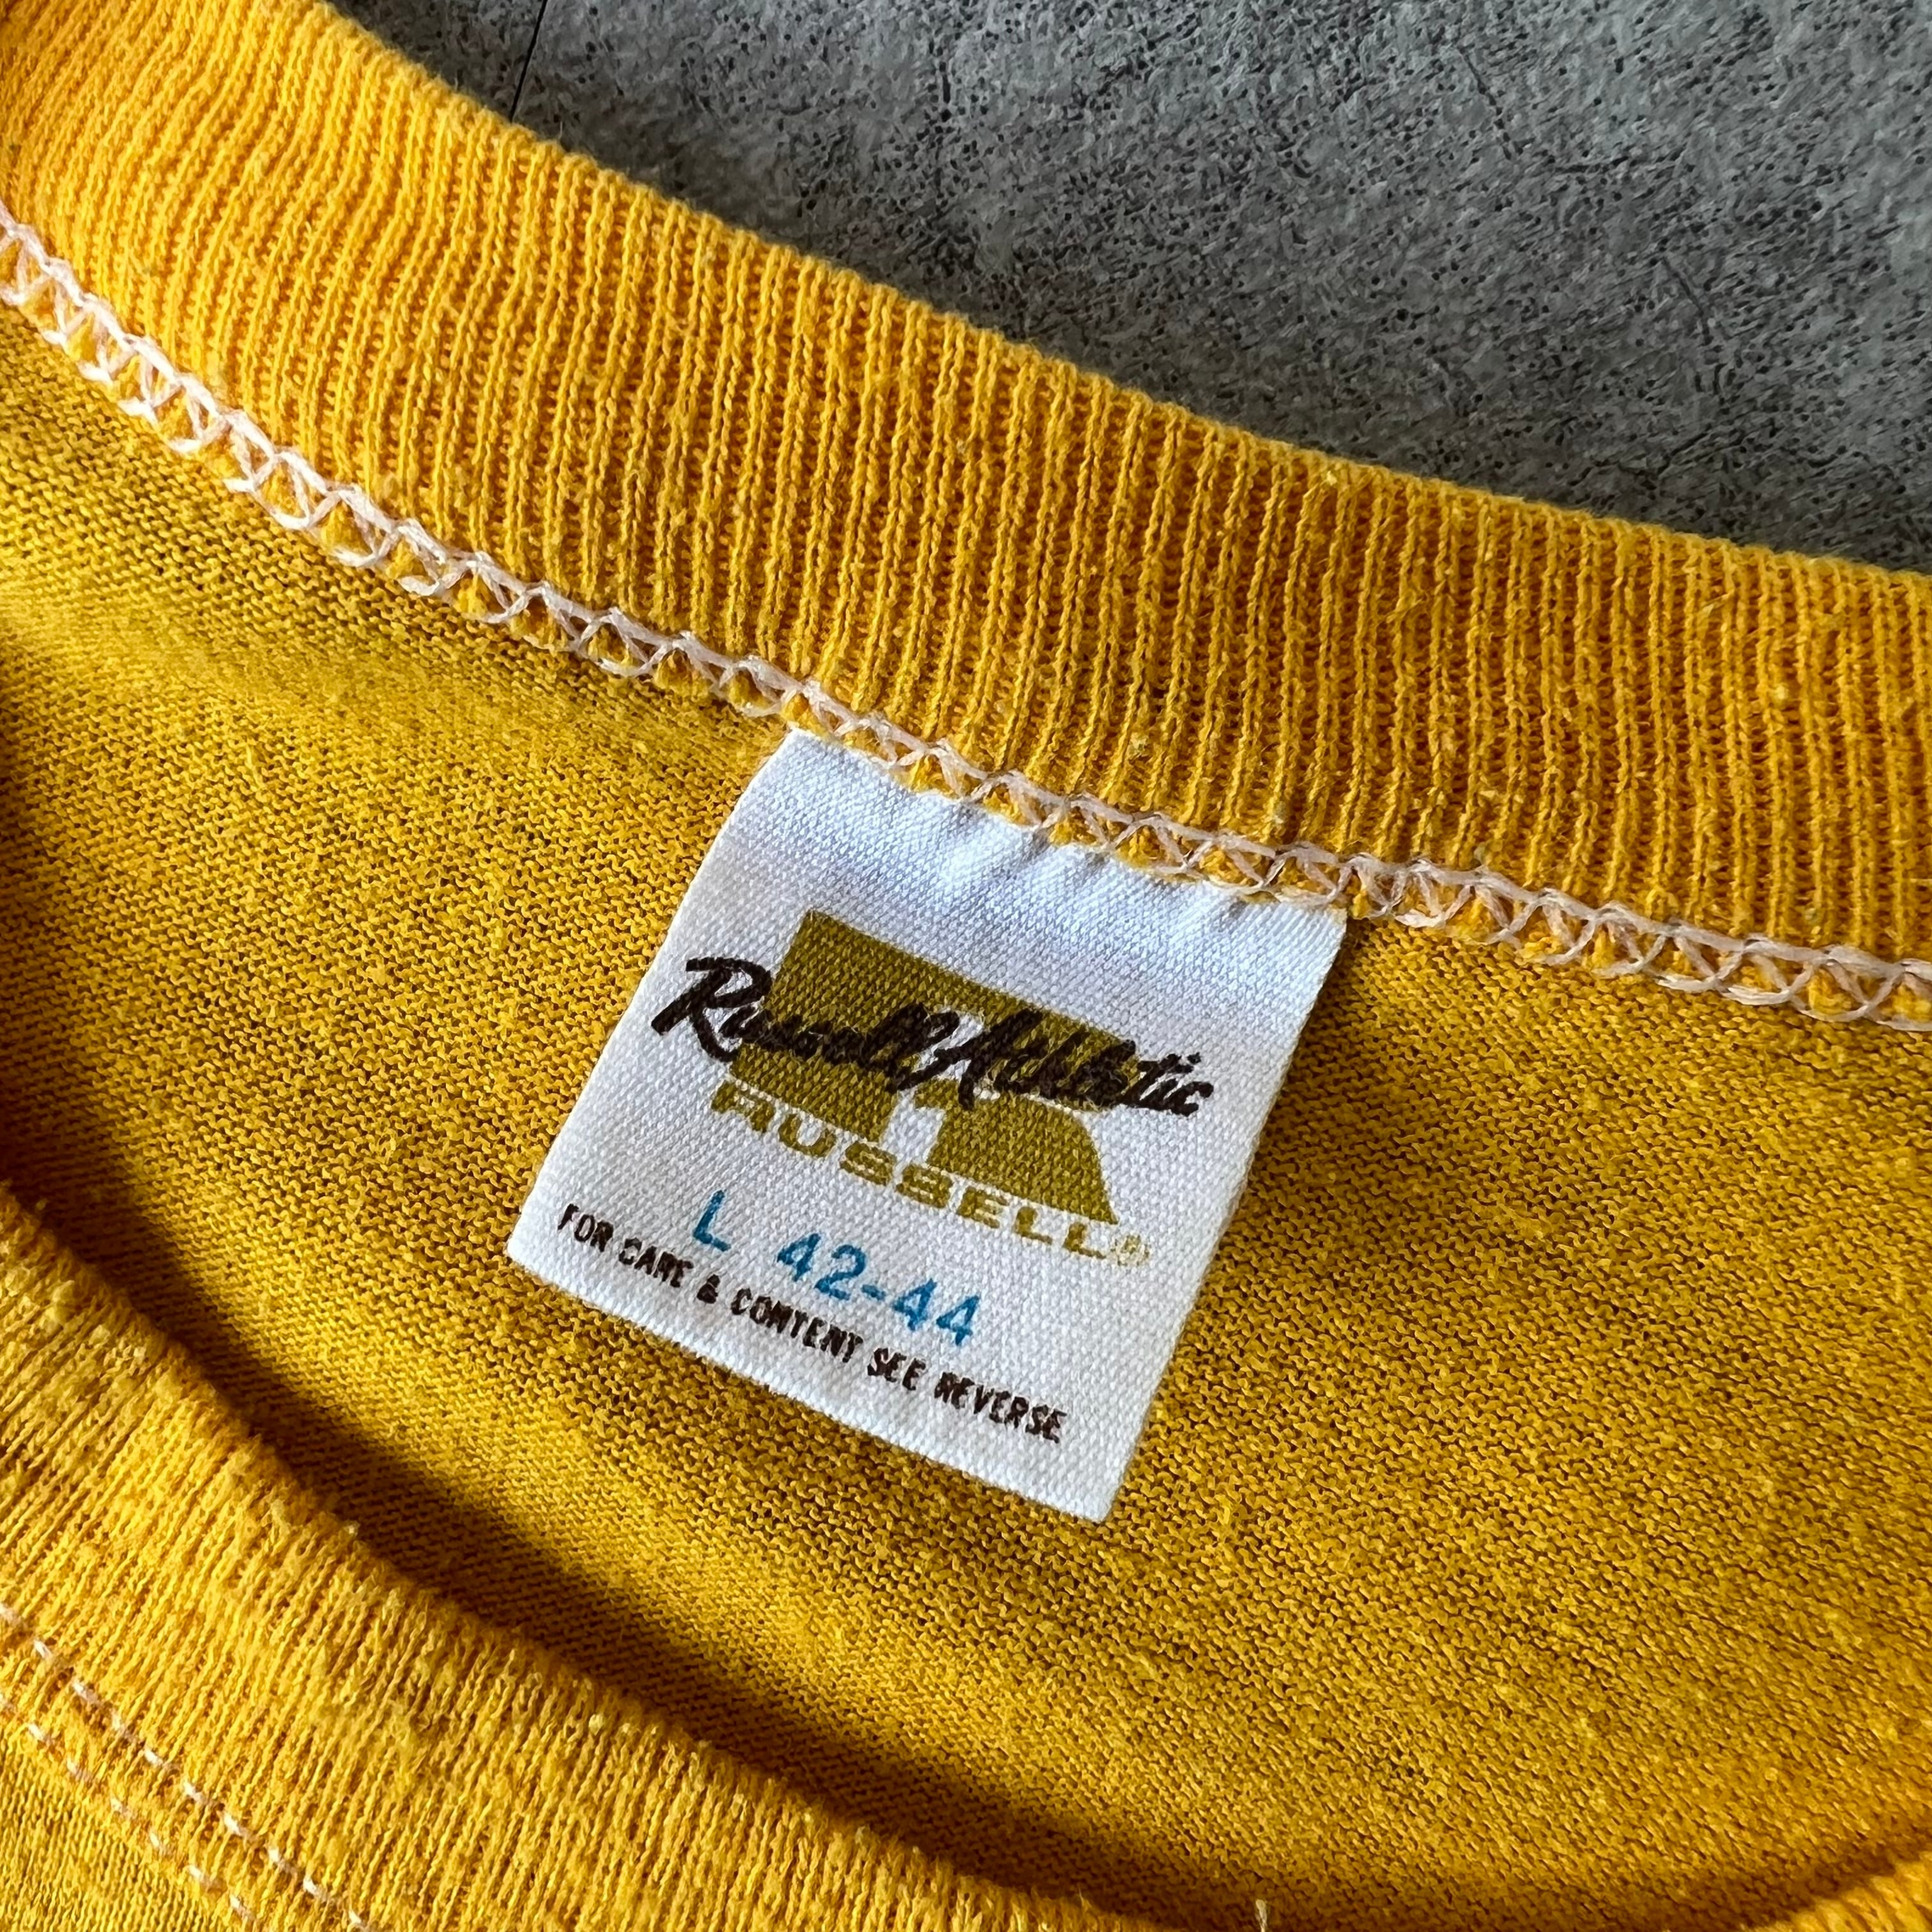 Russell Athletic
RUSSELL®
L 42-44
FOR CARE & CONTENT SEE REVERSE